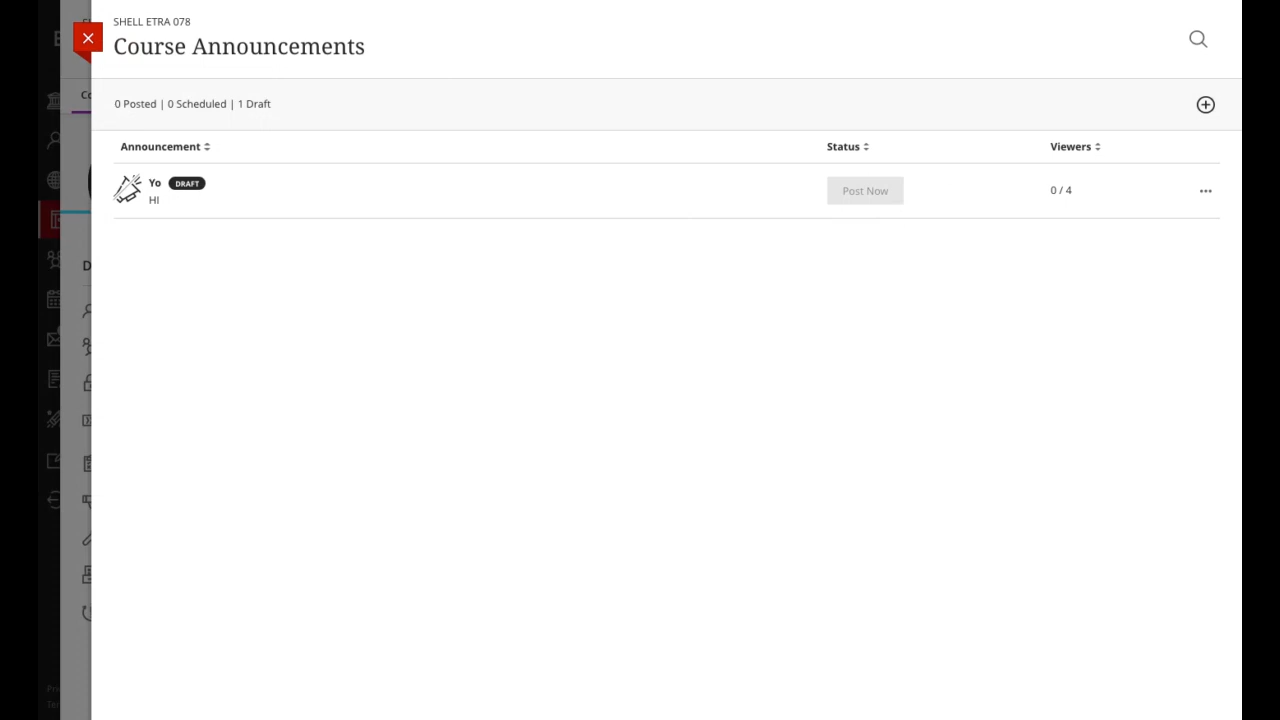 SHELL ETRA 078
Course Announcements
0 Posted | 0 Scheduled | 1 Draft
Announcement Status Viewers
Yo DRAFT
HI
Post Now
0 / 4